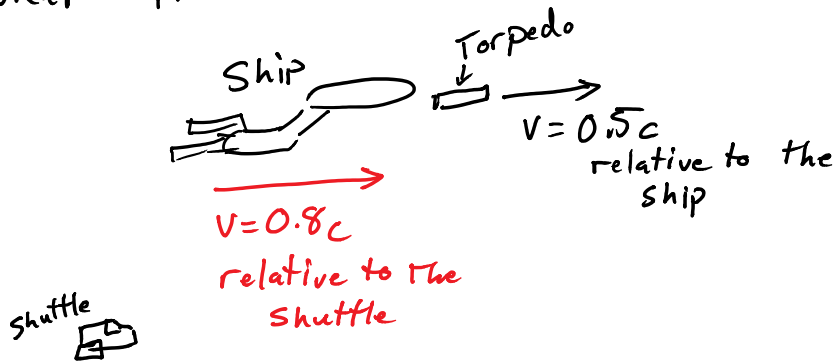 Ship
Torpedo
V = 0.5c
relative to the
ship
V = 0.8c
relative to the
shuttle
shuttle